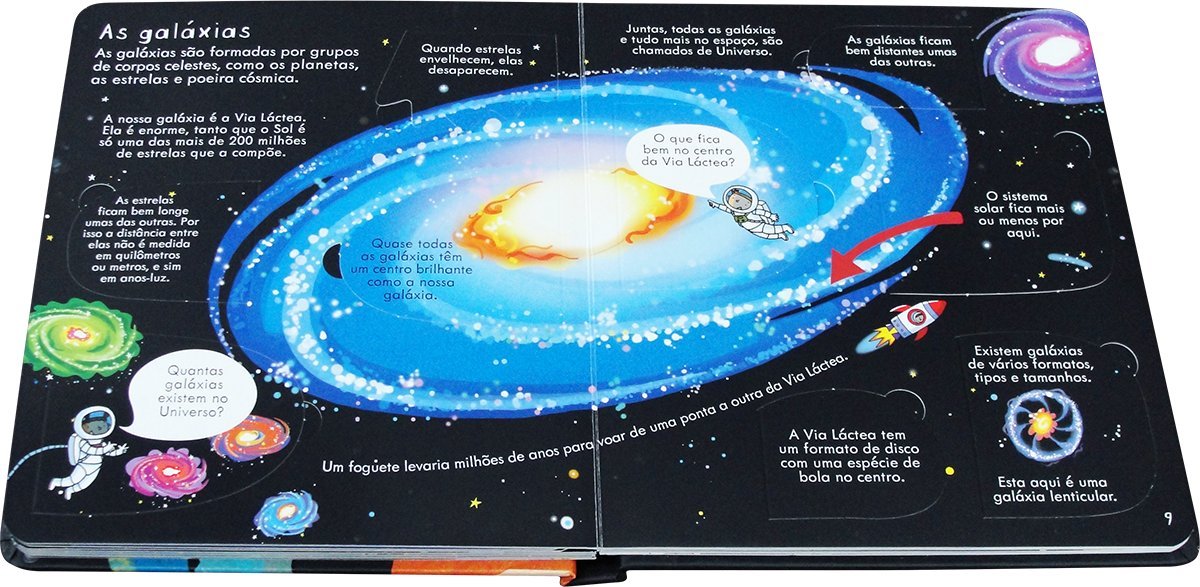 As galáxias
As galáxias são formadas por grupos
de corpos celestes, como os planetas,
as estrelas e poeira cósmica.
A nossa galáxia é a Via Láctea.
Ela é enorme, tanto que o Sol é
só uma das mais de 200 milhões
de estrelas que a compõe.
As estrelas
ficam bem longe
umas das outras. Por
isso a distância entre
elas não é medida
em quilômetros
ou metros, e sim
em anos-luz.
Quando estrelas
envelhecem, elas
desaparecem.
Quase todas
as galáxias têm
um centro brilhante
como a nossa
galáxia.
Quantas
galáxias
existem no
Universo?
Juntas, todas as galáxias
e tudo mais no espaço, são
chamados de Universo.
As galáxias ficam
bem distantes umas
das outras.
O que fica
bem no centro
da Via Láctea?
O sistema
solar fica mais
ou menos por
aqui.
Um foguete levaria milhões de anos para voar de uma ponta a outra da Via Láctea.
A Via Láctea tem
um formato de disco
com uma espécie de
bola no centro.
Existem galáxias
de vários formatos,
tipos e tamanhos.
Esta aqui é uma
galáxia lenticular.
9